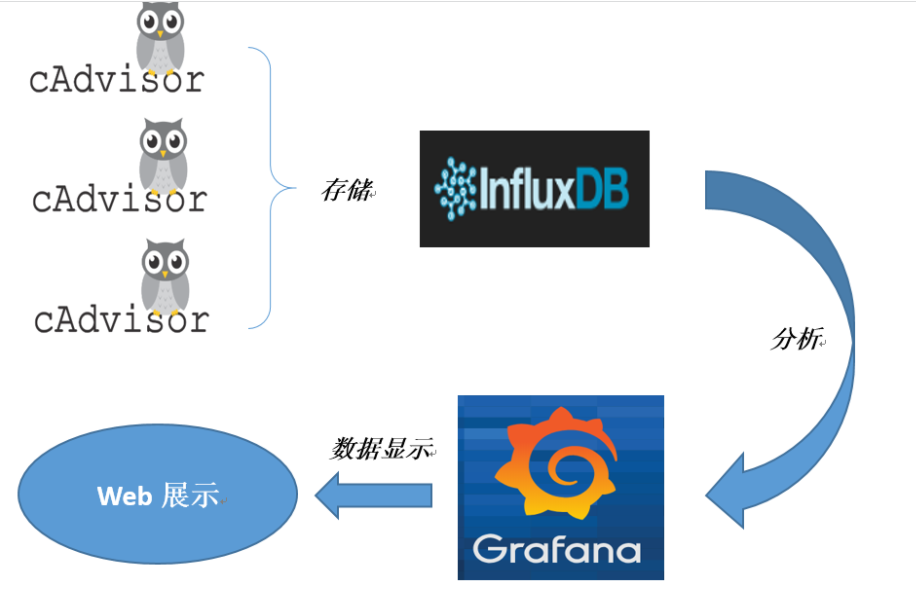 cAdvisor
cAdvisor
cAdvisor
存储
InfluxDB
分析
Grafana
数据显示
Web 展示